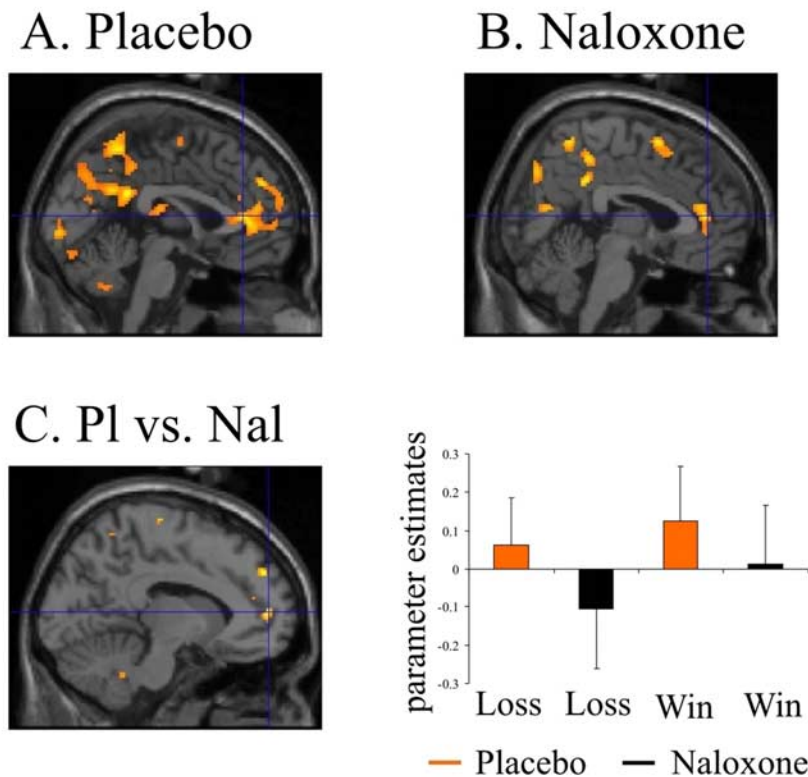 A. Placebo
B. Naloxone
C. Pl vs. Nal
parameter estimates
0.3
0.2
0.1
0
-0.1
-0.2
-0.3
Loss Loss Win Win
Placebo Naloxone